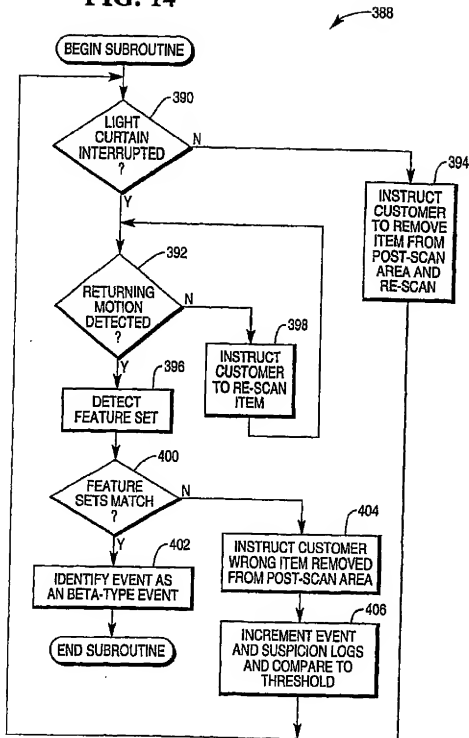 FIG. 14
388
BEGIN SUBROUTINE
390
LIGHT
CURTAIN
INTERRUPTED
?
N
Y
394
INSTRUCT
CUSTOMER
TO REMOVE
ITEM FROM
POST-SCAN
AREA AND
RE-SCAN
392
RETURNING
MOTION
DETECTED
?
N
Y
398
INSTRUCT
CUSTOMER
TO RE-SCAN
ITEM
396
DETECT
FEATURE SET
400
FEATURE
SETS MATCH
?
N
Y
404
INSTRUCT CUSTOMER
WRONG ITEM REMOVED
FROM POST-SCAN AREA
402
IDENTIFY EVENT AS
AN BETA-TYPE EVENT
406
INCREMENT EVENT
AND SUSPICION LOGS
AND COMPARE TO
THRESHOLD
END SUBROUTINE